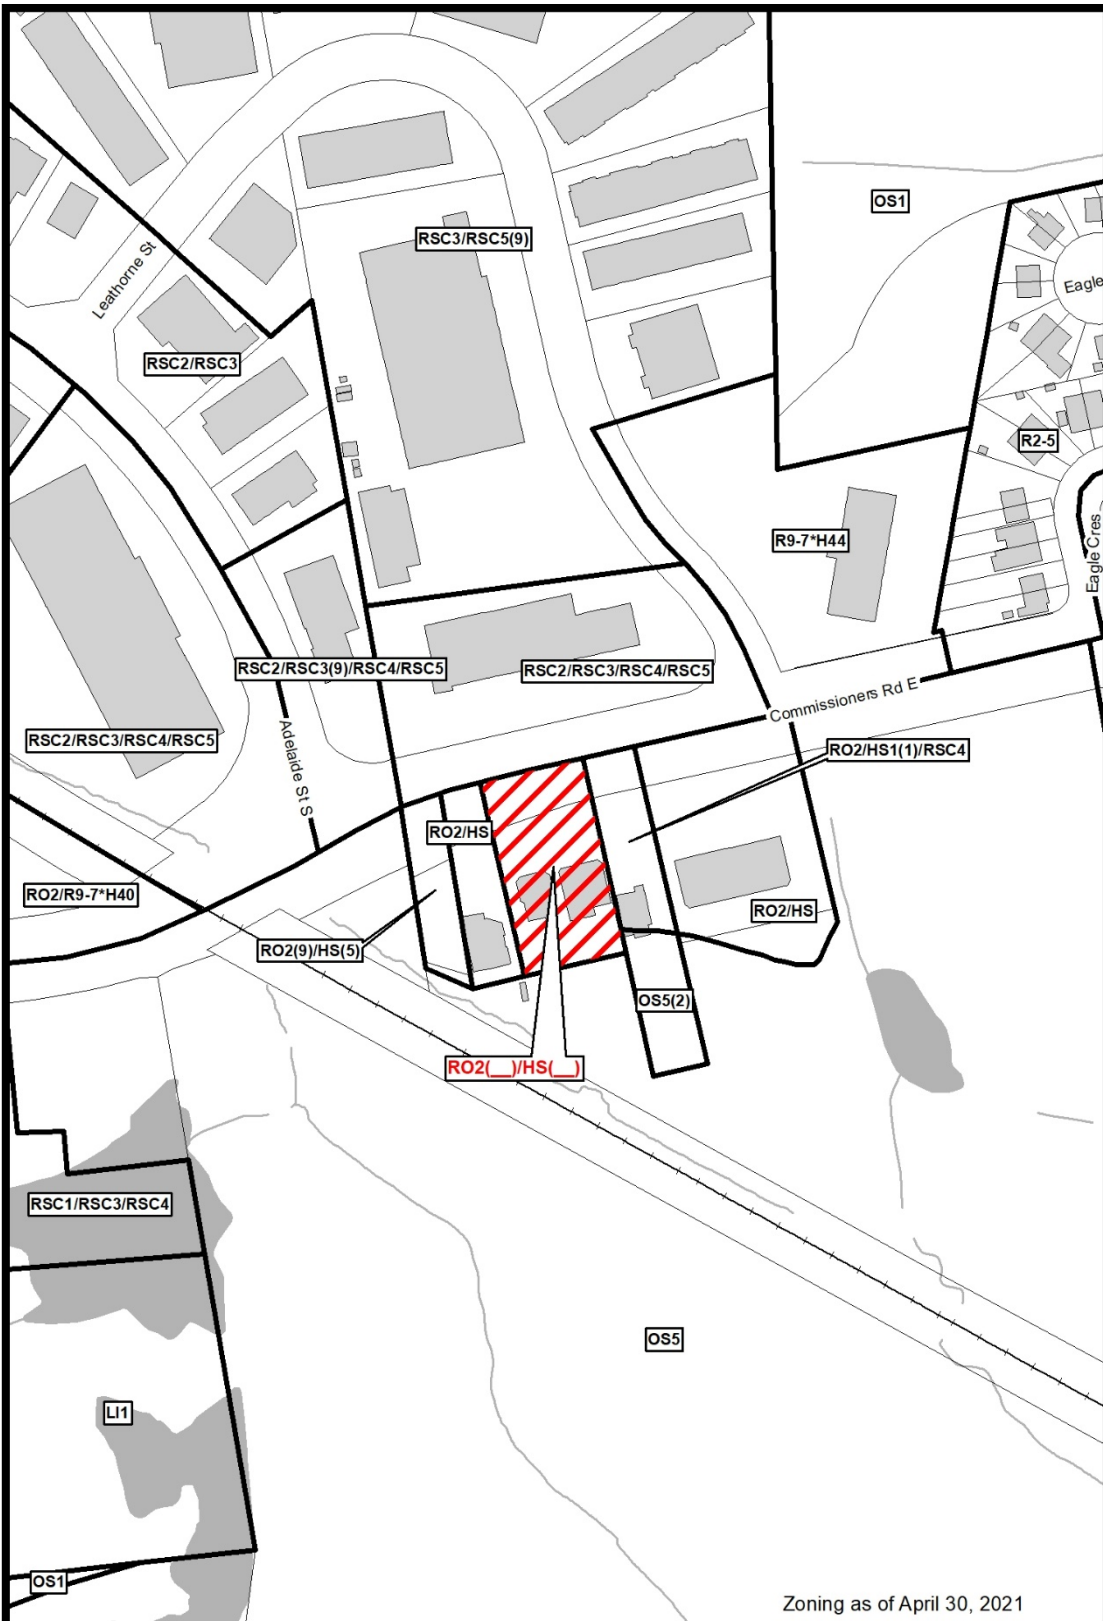 OS1
RSC3/RSC5(9)
Leathorne St
Eagle
RSC2/RSC3
R2-5
R9-7*H44
Eagle Cres
RSC2/RSC3(9)/RSC4/RSC5
RSC2/RSC3/RSC4/RSC5
Commissioners Rd E
RSC2/RSC3/RSC4/RSC5
Adelaide St S
RO2/HS1(1)/RSC4
RO2/HS
RO2/R9-7*H40
RO2/HS
RO2(9)/HS(5)
OS5(2)
RO2(__)/HS(__)
RSC1/RSC3/RSC4
OS5
LI1
OS1
Zoning as of April 30, 2021